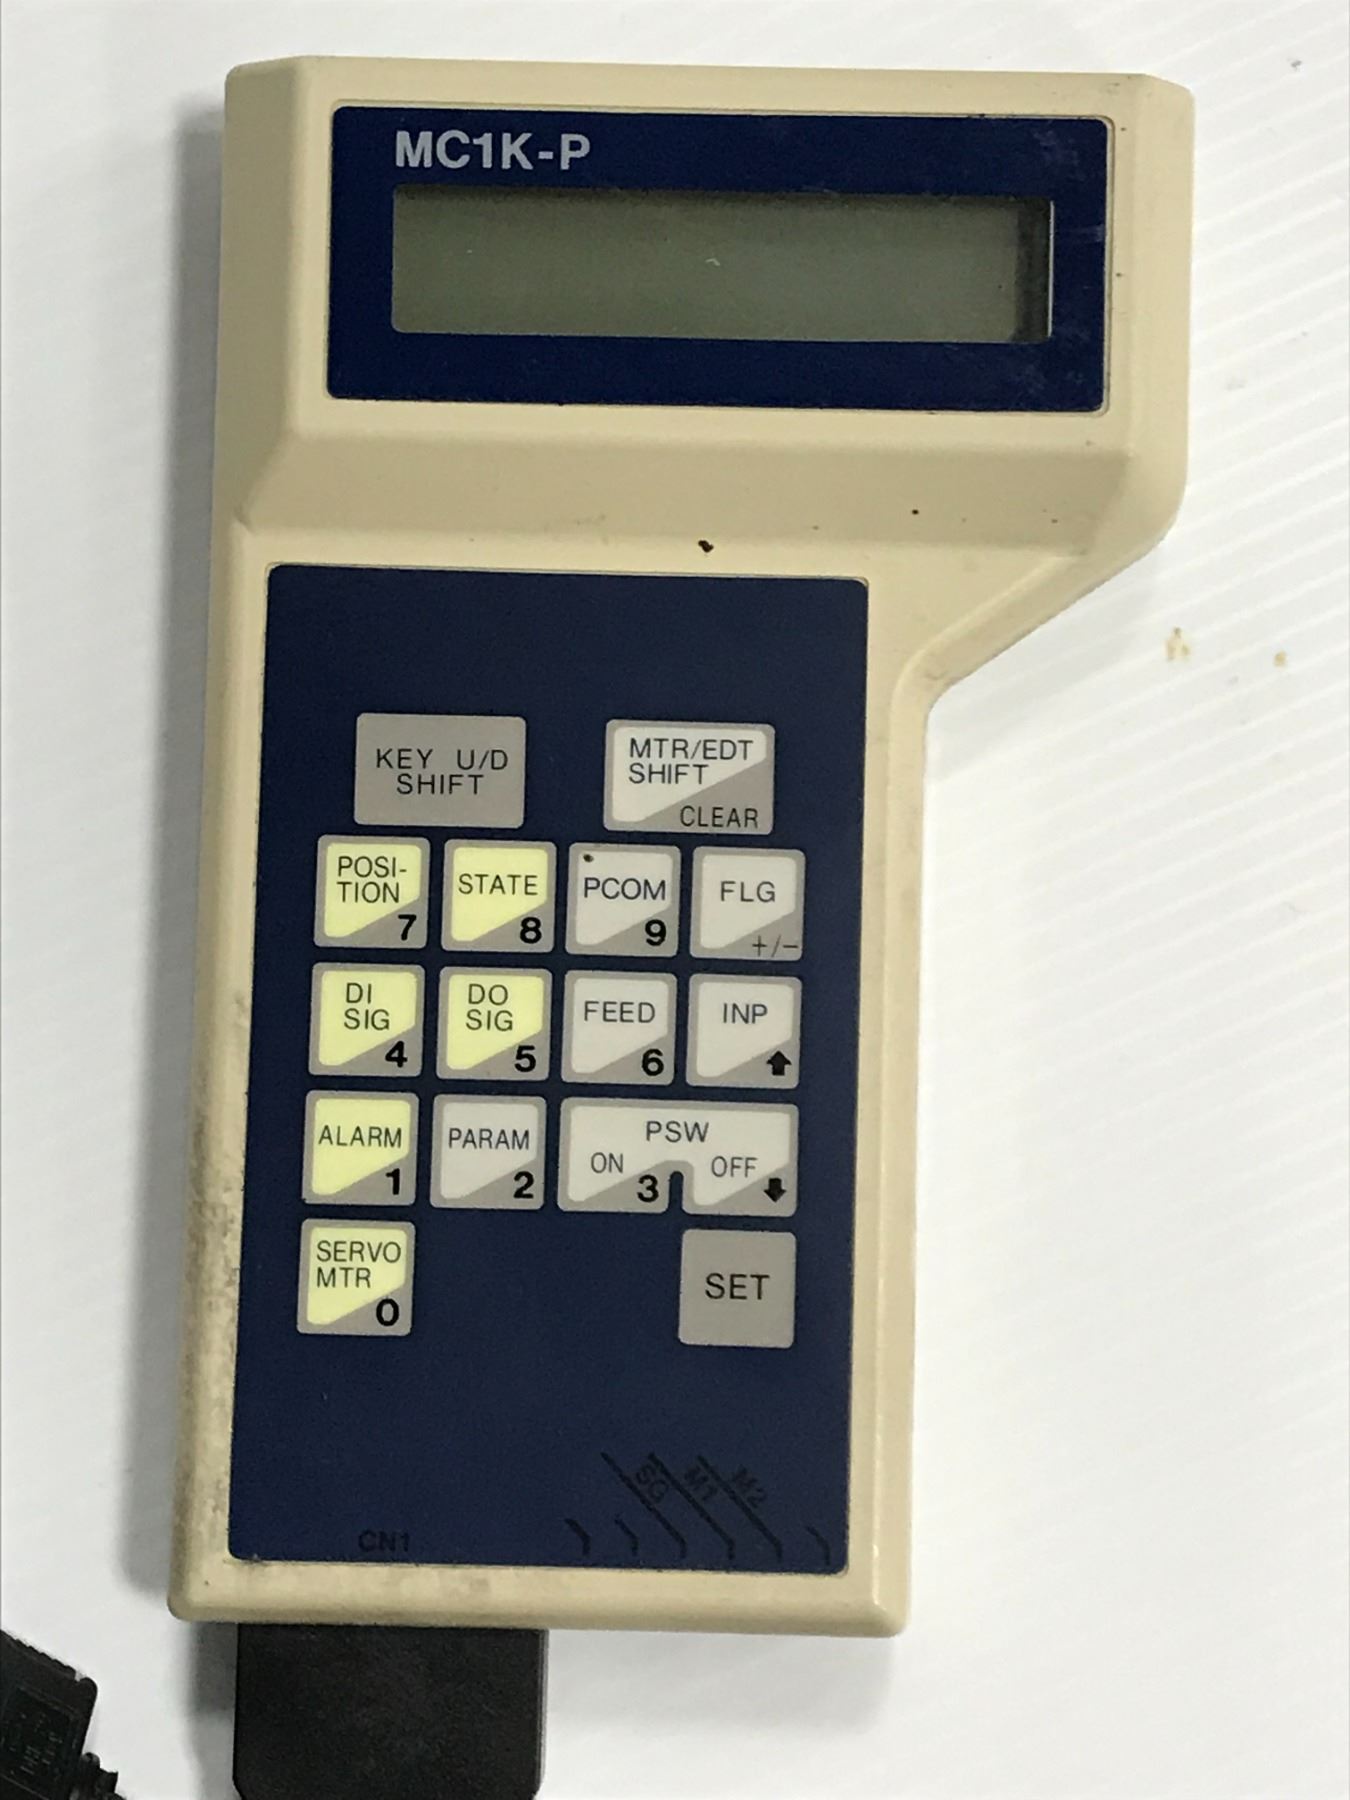 MC1K-P
KEY U/D
SHIFT
MTR/EDT
SHIFT
CLEAR
POSI-
TION
7
STATE
8
PCOM
9
FLG
+/−
DI
SIG
4
DO
SIG
5
FEED
6
INP
ALARM
1
PARAM
2
PSW
ON
3
OFF
SERVO
MTR
0
SET
SG
M1
M2
CN1